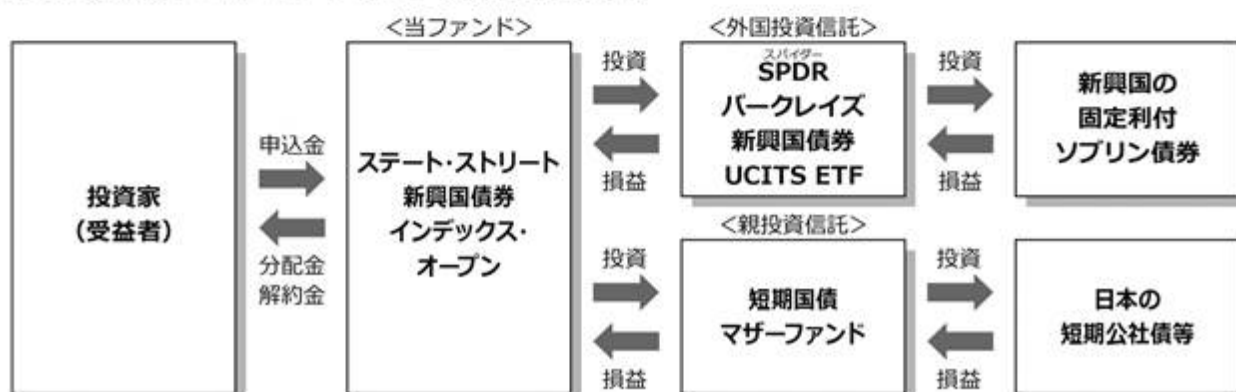 <当ファンド>
<外国投資信託>
投資家
(受益者)
申込金
分配金
解約金
ステート・ストリート
新興国債券
インデックス・
オープン
投資
損益
スパイダー
SPDR
バークレイズ
新興国債券
UCITS ETF
投資
損益
新興国の
固定利付
ソブリン債券
<親投資信託>
投資
損益
短期国債
マザーファンド
投資
損益
日本の
短期公社債等